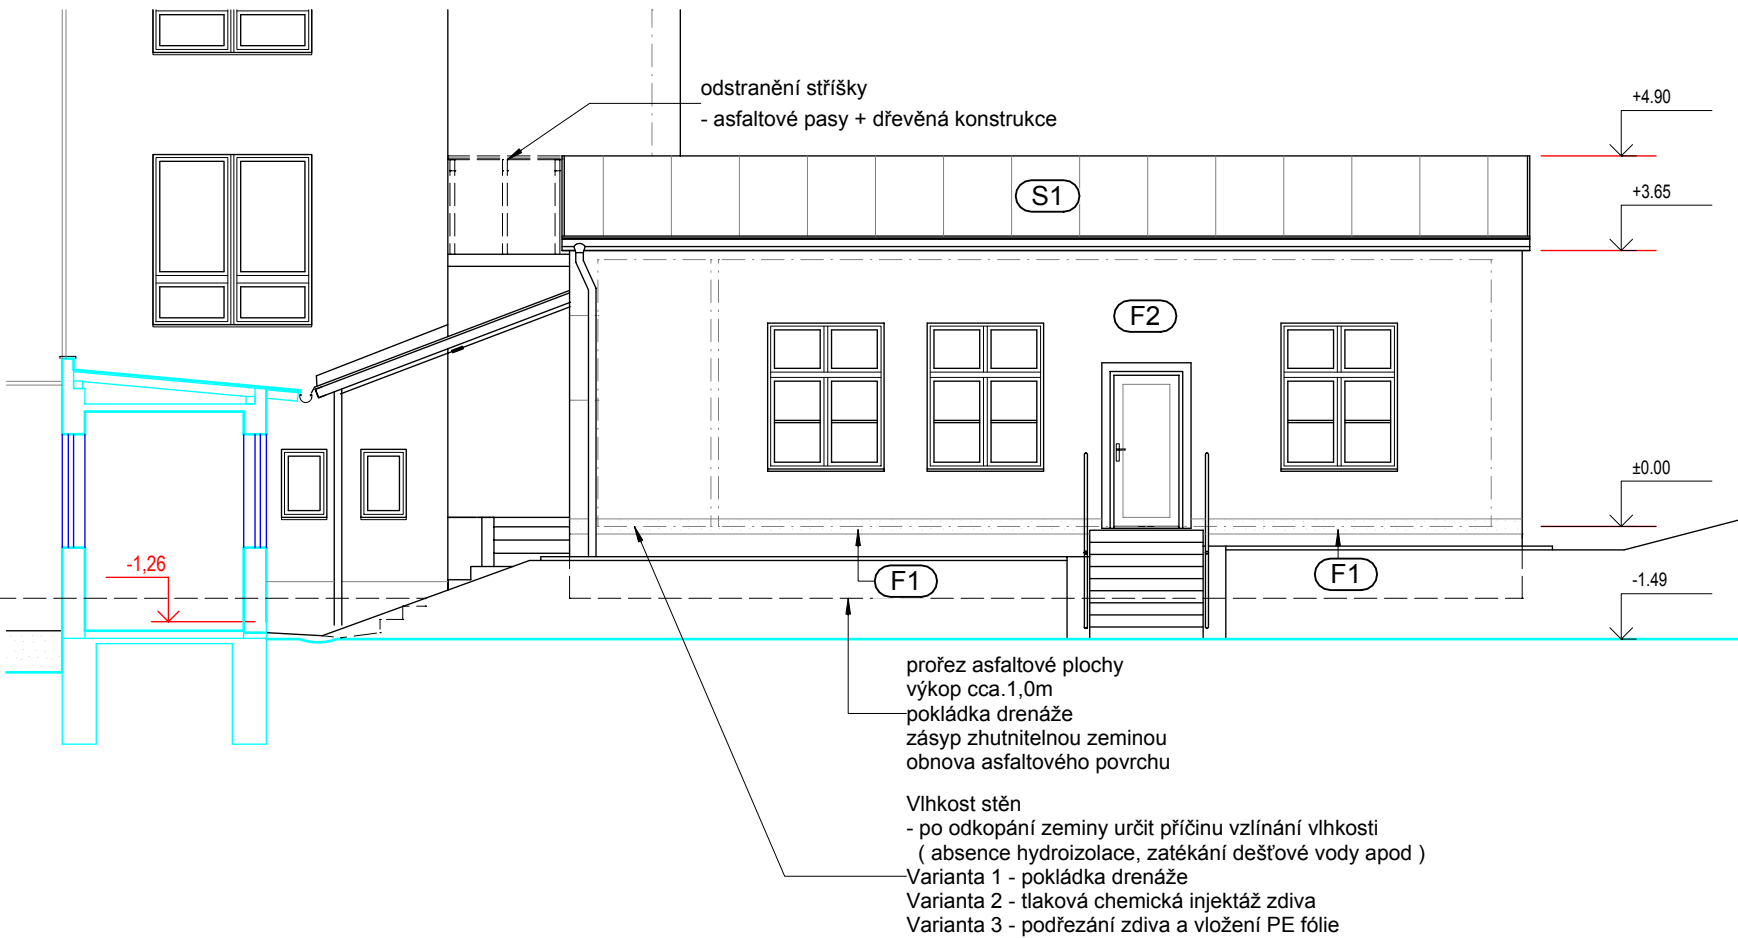 odstranění stříšky
- asfaltové pasy + dřevěná konstrukce
+4.90
S1
+3.65
F2
±0.00
-1,26
F1
F1
-1.49
prořez asfaltové plochy
výkop cca.1,0m
pokládka drenáže
zásyp zhutnitelnou zeminou
obnova asfaltového povrchu
Vlhkost stěn
- po odkopání zeminy určit příčinu vzlínání vlhkosti
( absence hydroizolace, zatékání dešťové vody apod )
Varianta 1 - pokládka drenáže
Varianta 2 - tlaková chemická injektáž zdiva
Varianta 3 - podřezání zdiva a vložení PE fólie